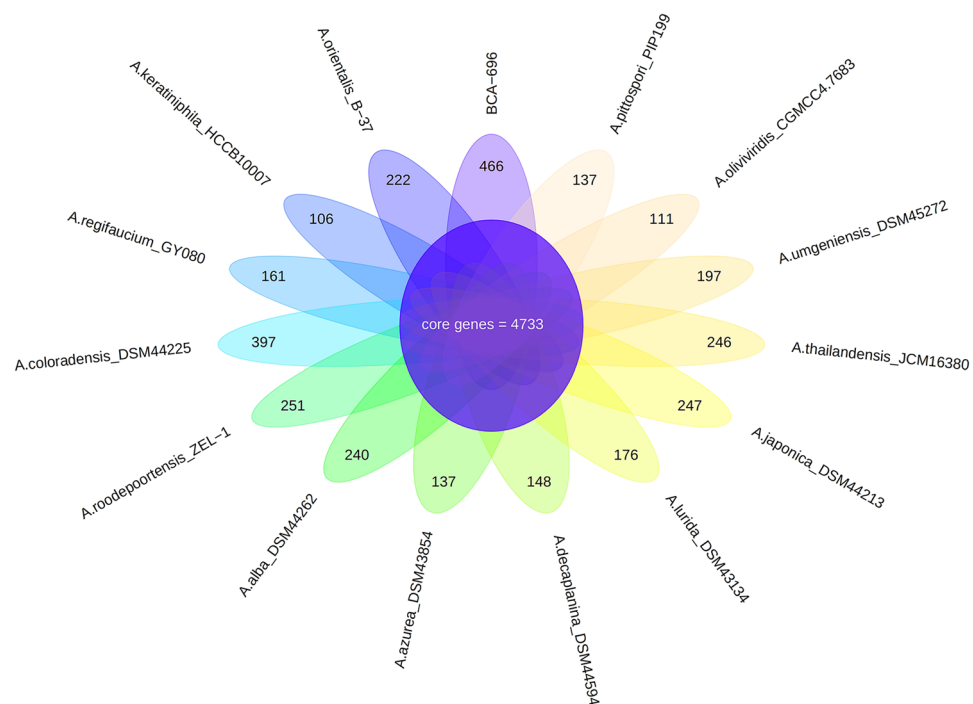 BCA−696
466
A.pittospori_PIP199
137
A.oliviviridis_CGMCC4.7683
111
A.umgeniensis_DSM45272
197
A.thailandensis_JCM16380
246
A.japonica_DSM44213
247
A.lurida_DSM43134
176
A.decaplanina_DSM44594
148
A.azurea_DSM43854
137
A.alba_DSM44262
240
A.roodepoortensis_ZEL−1
251
A.coloradensis_DSM44225
397
A.regifaucium_GY080
161
A.keratiniphila_HCCB10007
106
A.orientalis_B−37
222
core genes = 4733